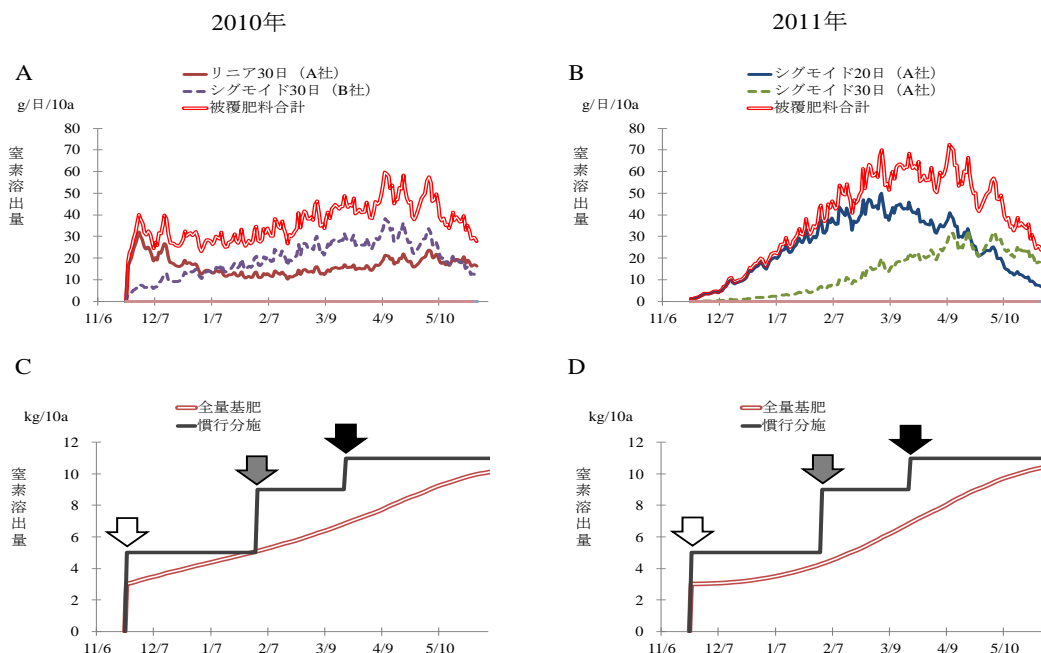 2010年
2011年
A
リニア30日（A社）
シグモイド30日（B社）
被覆肥料合計
g/日/10a
窒素溶出量
80
70
60
50
40
30
20
10
0
11/6 12/7 1/7 2/7 3/9 4/9 5/10
B
シグモイド20日（A社）
シグモイド30日（A社）
被覆肥料合計
g/日/10a
窒素溶出量
80
70
60
50
40
30
20
10
0
11/6 12/7 1/7 2/7 3/9 4/9 5/10
C
kg/10a
全量基肥
慣行分施
窒素溶出量
12
10
8
6
4
2
0
11/6 12/7 1/7 2/7 3/9 4/9 5/10
D
kg/10a
全量基肥
慣行分施
窒素溶出量
12
10
8
6
4
2
0
11/6 12/7 1/7 2/7 3/9 4/9 5/10